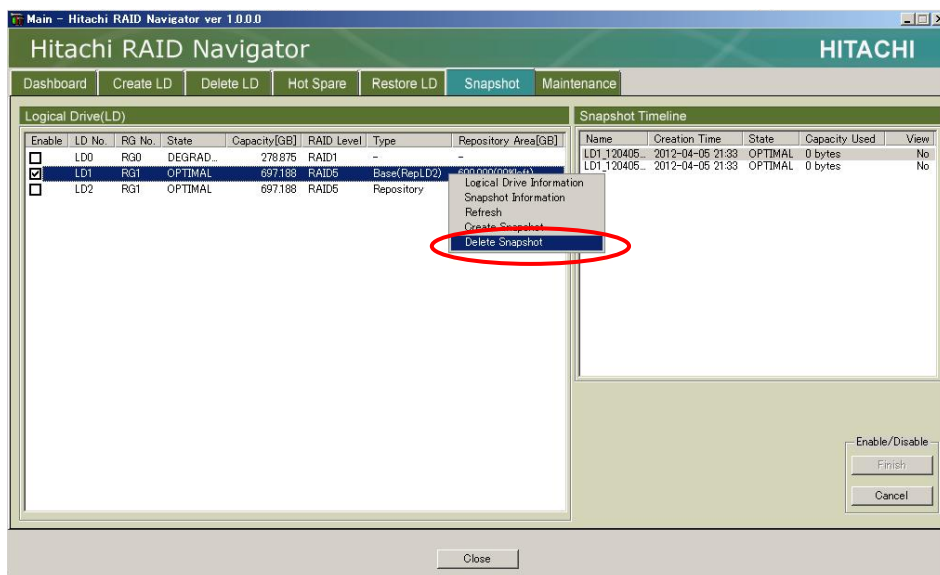 Main - Hitachi RAID Navigator ver 1.0.0.0
Hitachi RAID Navigator
HITACHI
Dashboard Create LD Delete LD Hot Spare Restore LD Snapshot Maintenance
Logical Drive(LD)
Enable LD No. RG No. State Capacity[GB] RAID Level Type Repository Area[GB]
LD0 RG0 DEGRAD... 278.875 RAID1 - -
LD1 RG1 OPTIMAL 697.188 RAID5 Base(RepLD2)
LD2 RG1 OPTIMAL 697.188 RAID5 Repository
Logical Drive Information
Snapshot Information
Refresh
Create Snapshot
Delete Snapshot
Snapshot Timeline
Name Creation Time State Capacity Used View
LD1_120405... 2012-04-05 21:33 OPTIMAL 0 bytes No
LD1_120405... 2012-04-05 21:33 OPTIMAL 0 bytes No
Enable/Disable
Finish
Cancel
Close